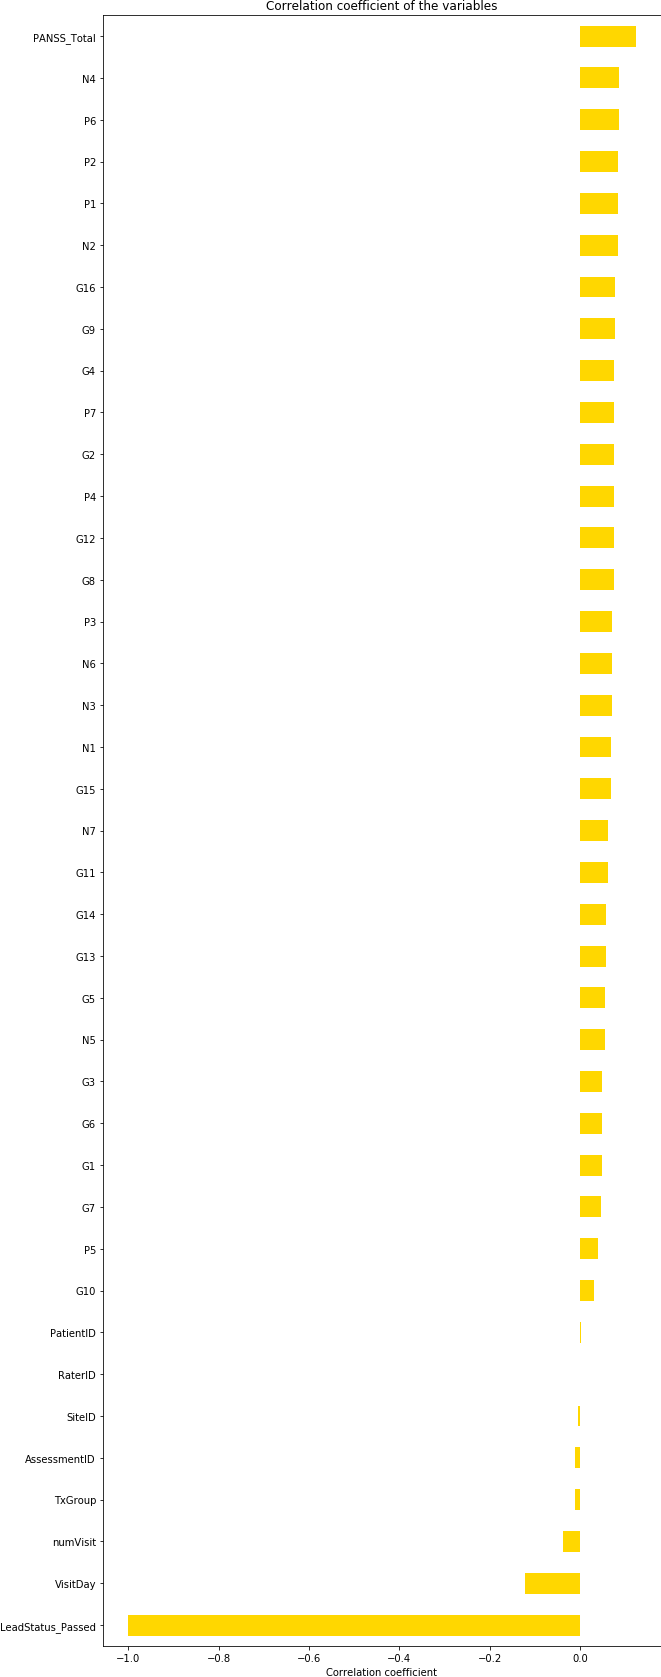 Correlation coefficient of the variables
PANSS_Total
N4
P6
P2
P1
N2
G16
G9
G4
P7
G2
P4
G12
G8
P3
N6
N3
N1
G15
N7
G11
G14
G13
G5
N5
G3
G6
G1
G7
P5
G10
PatientID
RaterID
SiteID
AssessmentID
TxGroup
numVisit
VisitDay
LeadStatus_Passed
−1.0 −0.8 −0.6 −0.4 −0.2 0.0
Correlation coefficient